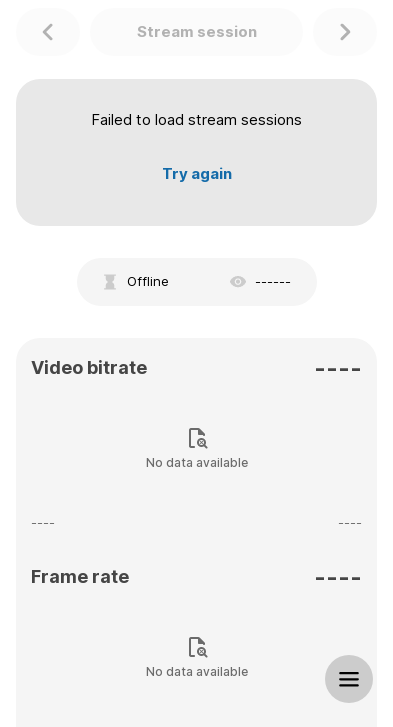 Stream session
Failed to load stream sessions
Try again
Offline
------
Video bitrate
----
No data available
----
----
Frame rate
----
No data available